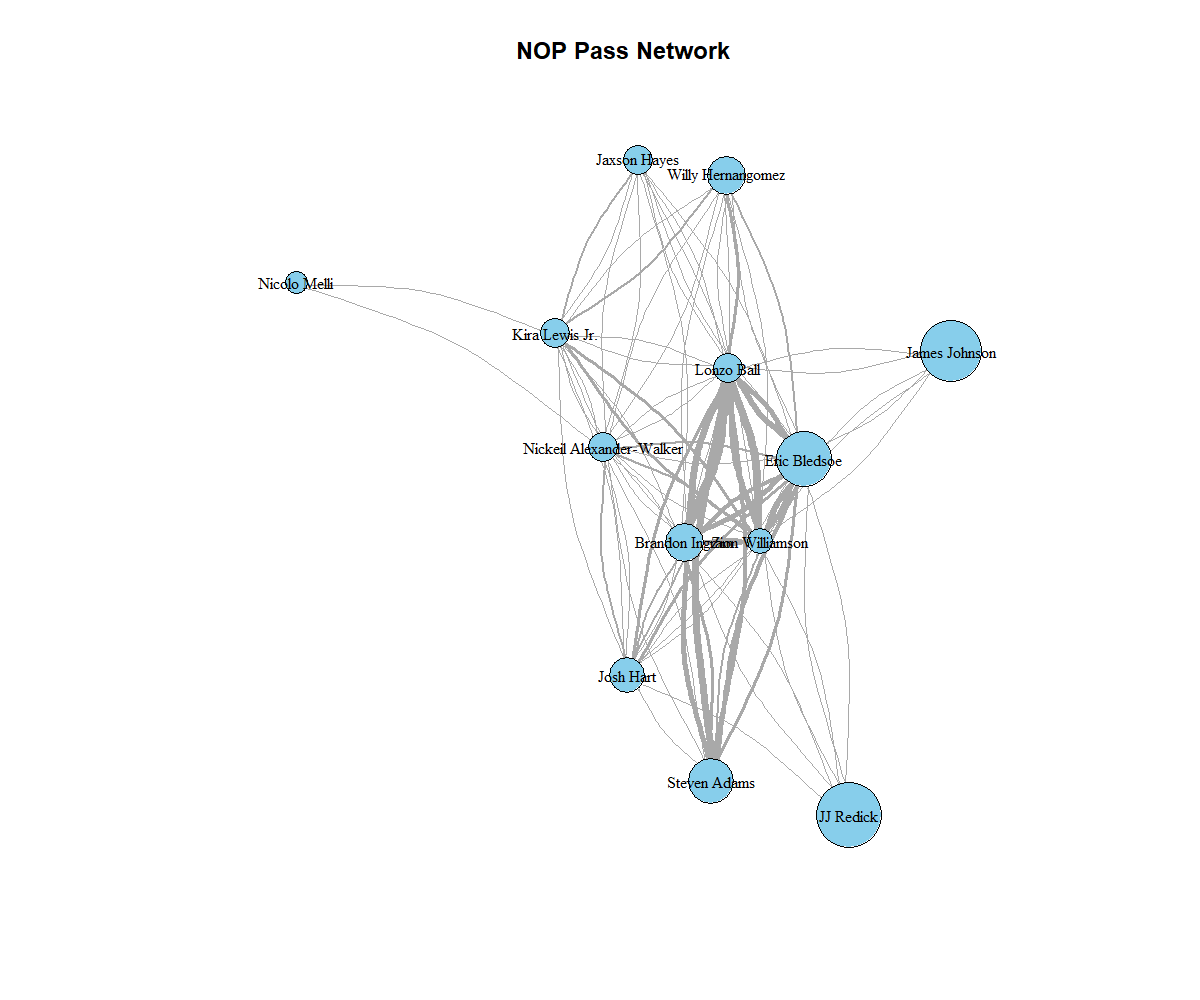 NOP Pass Network
Jaxson Hayes
Willy Hernangomez
Nicolo Melli
Kira Lewis Jr.
James Johnson
Lonzo Ball
Nickeil Alexander-Walker
Eric Bledsoe
Brandon Ingram
Zion Williamson
Josh Hart
Steven Adams
JJ Redick